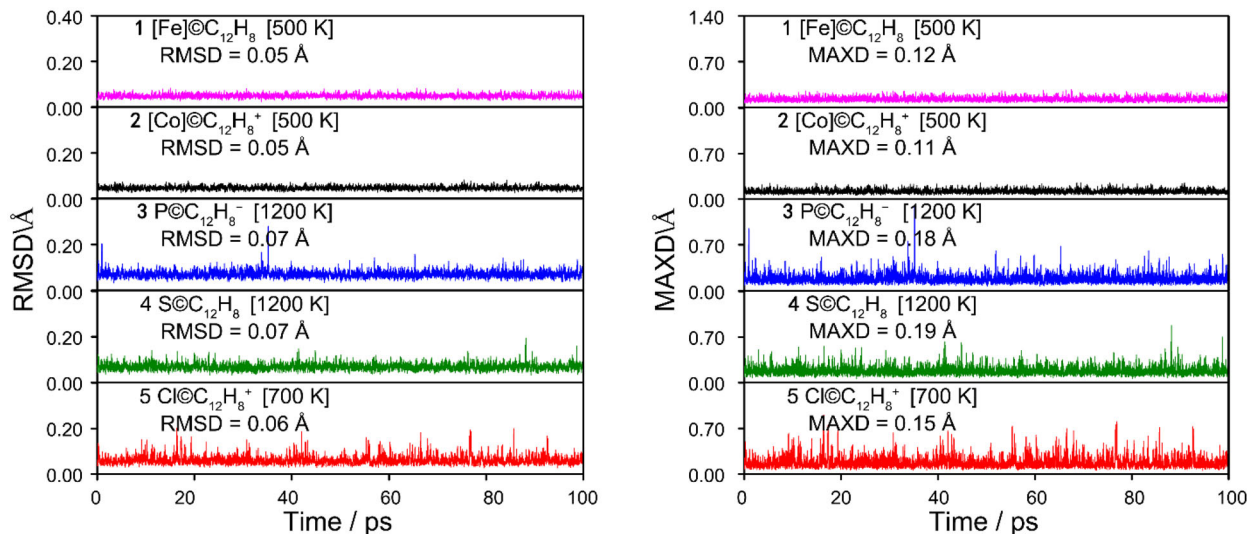 0.40
1 [Fe]©C₁₂H₈ [500 K]
RMSD = 0.05 Å
0.20
0.00
2 [Co]©C₁₂H₈⁺ [500 K]
RMSD = 0.05 Å
0.20
0.00
3 P©C₁₂H₈⁻ [1200 K]
RMSD = 0.07 Å
0.20
0.00
4 S©C₁₂H₈ [1200 K]
RMSD = 0.07 Å
0.20
0.00
5 Cl©C₁₂H₈⁺ [700 K]
RMSD = 0.06 Å
0.20
0.00
RMSD\Å
0 20 40 60 80 100
Time / ps
1.40
1 [Fe]©C₁₂H₈ [500 K]
MAXD = 0.12 Å
0.70
0.00
2 [Co]©C₁₂H₈⁺ [500 K]
MAXD = 0.11 Å
0.70
0.00
3 P©C₁₂H₈⁻ [1200 K]
MAXD = 0.18 Å
0.70
0.00
4 S©C₁₂H₈ [1200 K]
MAXD = 0.19 Å
0.70
0.00
5 Cl©C₁₂H₈⁺ [700 K]
MAXD = 0.15 Å
0.70
0.00
MAXD\Å
0 20 40 60 80 100
Time / ps